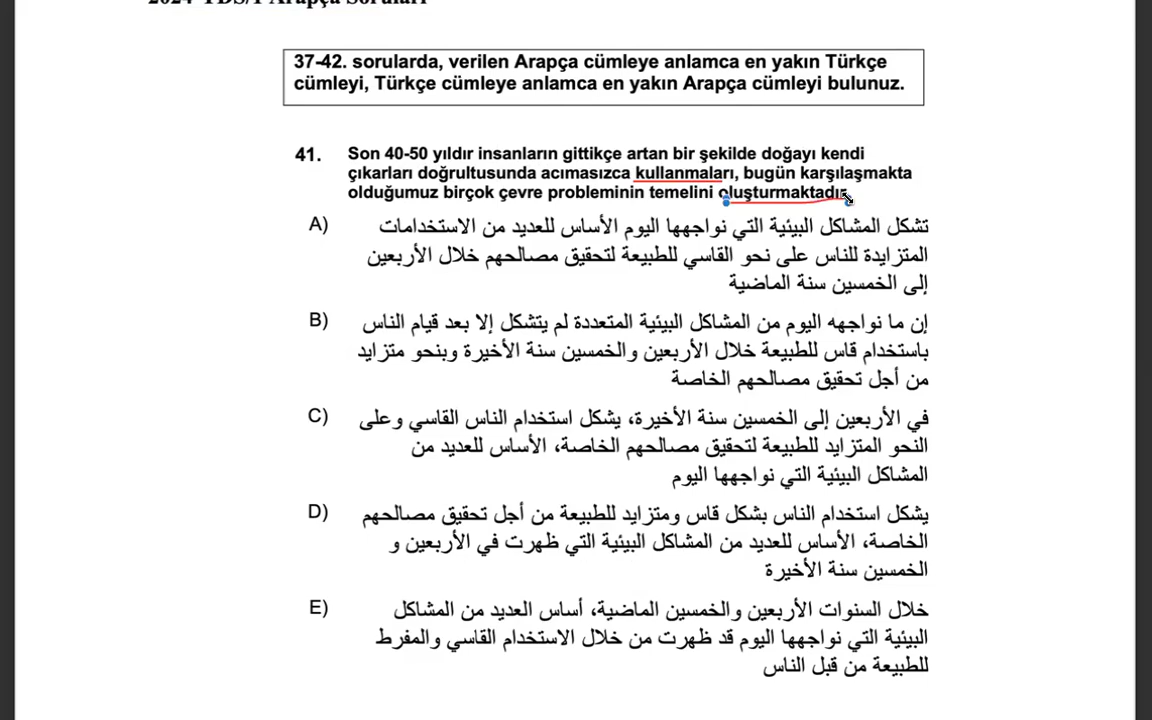 2024- YDS/1 Arapça Soruları
37-42. sorularda, verilen Arapça cümleye anlamca en yakın Türkçe
cümleyi, Türkçe cümleye anlamca en yakın Arapça cümleyi bulunuz.
41. Son 40-50 yıldır insanların gittikçe artan bir şekilde doğayı kendi
çıkarları doğrultusunda acımasızca kullanmaları, bugün karşılaşmakta
olduğumuz birçok çevre probleminin temelini oluşturmaktadır.
A) تشكل المشاكل البيئية التي نواجهها اليوم الأساس للعديد من الاستخدامات
المتزايدة للناس على نحو القاسي للطبيعة لتحقيق مصالحهم خلال الأربعين
إلى الخمسين سنة الماضية
B) إن ما نواجهه اليوم من المشاكل البيئية المتعددة لم يتشكل إلا بعد قيام الناس
باستخدام قاس للطبيعة خلال الأربعين والخمسين سنة الأخيرة وبنحو متزايد
من أجل تحقيق مصالحهم الخاصة
C) في الأربعين إلى الخمسين سنة الأخيرة، يشكل استخدام الناس القاسي وعلى
النحو المتزايد للطبيعة لتحقيق مصالحهم الخاصة، الأساس للعديد من
المشاكل البيئية التي نواجهها اليوم
D) يشكل استخدام الناس بشكل قاس ومتزايد للطبيعة من أجل تحقيق مصالحهم
الخاصة، الأساس للعديد من المشاكل البيئية التي ظهرت في الأربعين و
الخمسين سنة الأخيرة
E) خلال السنوات الأربعين والخمسين الماضية، أساس العديد من المشاكل
البيئية التي نواجهها اليوم قد ظهرت من خلال الاستخدام القاسي والمفرط
للطبيعة من قبل الناس